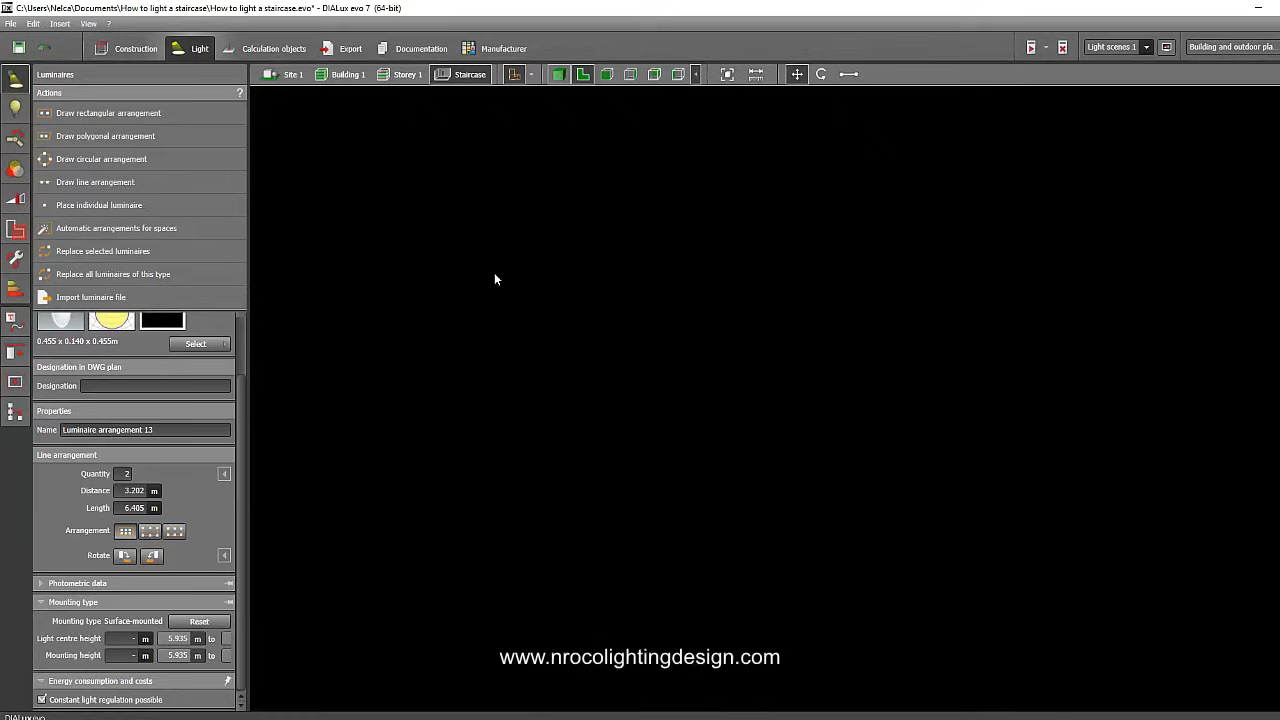 C:\Users\Nelca\Documents\How to light a staircase\How to light a staircase.evo* - DIALux evo 7 (64-bit)
File Edit Insert View ?
Construction Light Calculation objects Export Documentation Manufacturer Light scenes 1 Building and outdoor pla...
Luminaires Site 1 Building 1 Storey 1 Staircase
Actions ?
Draw rectangular arrangement
Draw polygonal arrangement
Draw circular arrangement
Draw line arrangement
Place individual luminaire
Automatic arrangements for spaces
Replace selected luminaires
Replace all luminaires of this type
Import luminaire file
0.455 x 0.140 x 0.455m Select
Designation in DWG plan
Designation
Properties
Name Luminaire arrangement 13
Line arrangement
Quantity 2
Distance 3.202 m
Length 6.405 m
Arrangement
Rotate
Photometric data
Mounting type
Mounting type Surface-mounted Reset
Light centre height - m 5.935 m to
Mounting height - m 5.935 m to
www.nrocolightingdesign.com
Energy consumption and costs
Constant light regulation possible
DIALux evo